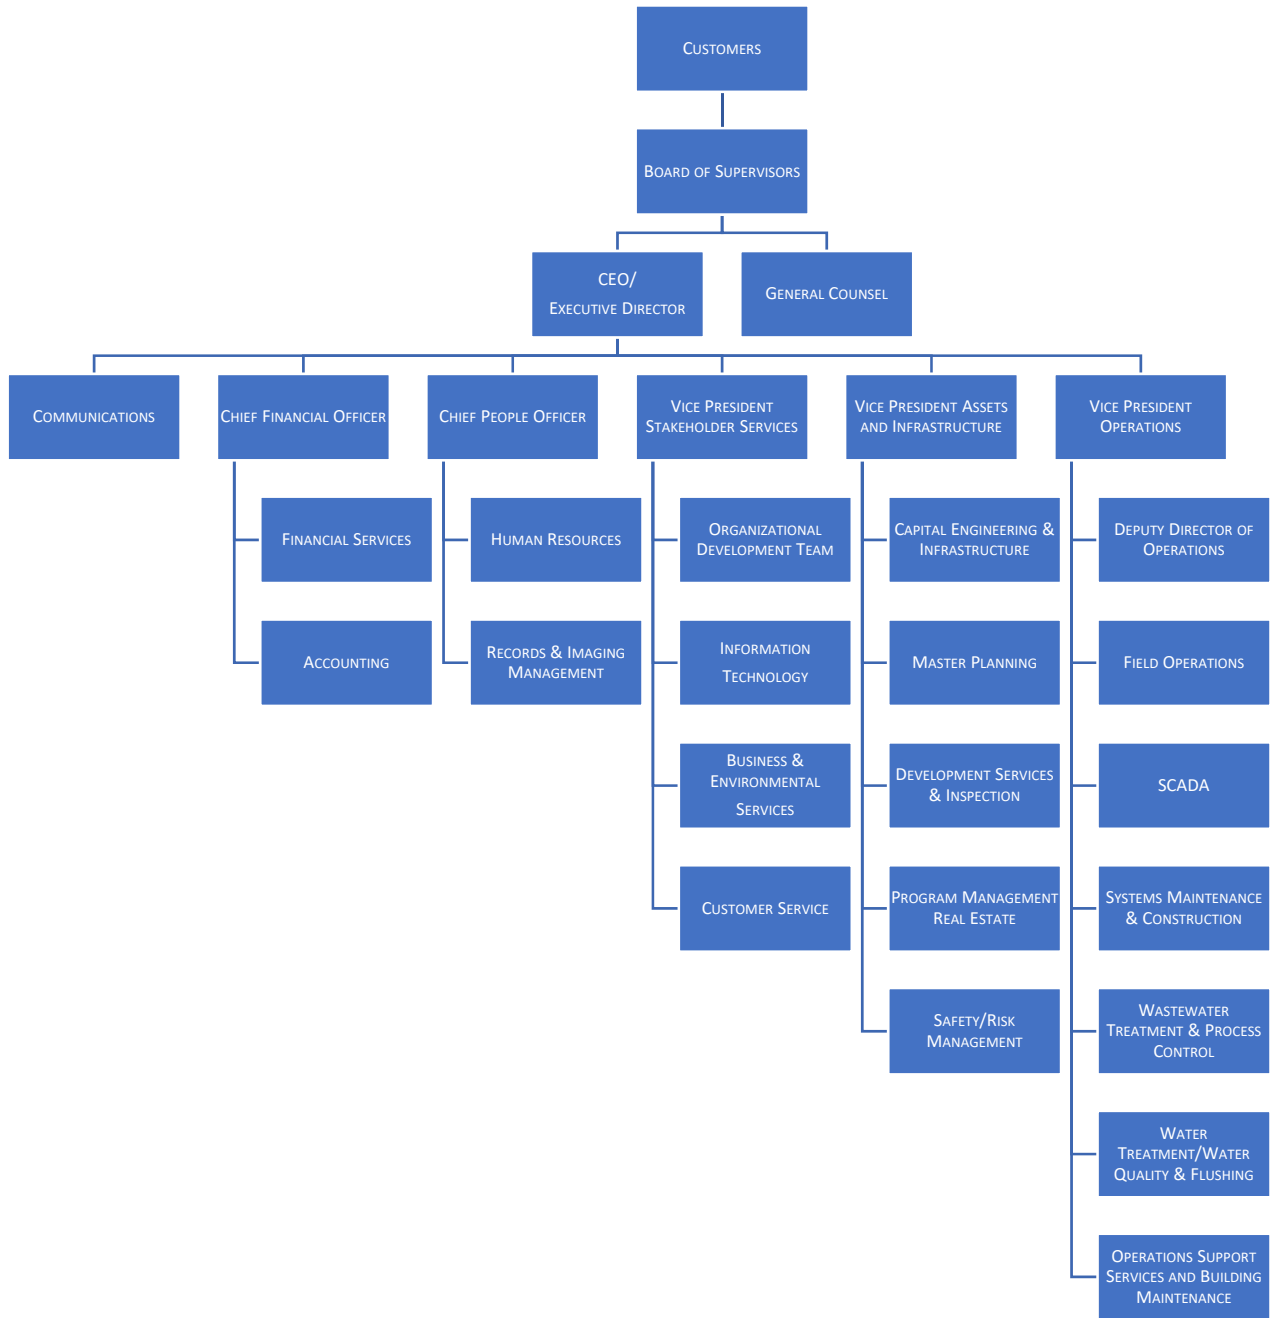 Customers
Board of Supervisors
CEO/
Executive Director
General Counsel
Communications
Chief Financial Officer
Chief People Officer
Vice President
Stakeholder Services
Vice President Assets
and Infrastructure
Vice President
Operations
Financial Services
Human Resources
Organizational
Development Team
Capital Engineering &
Infrastructure
Deputy Director of
Operations
Accounting
Records & Imaging
Management
Information
Technology
Master Planning
Field Operations
Business &
Environmental
Services
Development Services
& Inspection
SCADA
Customer Service
Program Management
Real Estate
Systems Maintenance
& Construction
Safety/Risk
Management
Wastewater
Treatment & Process
Control
Water
Treatment/Water
Quality & Flushing
Operations Support
Services and Building
Maintenance